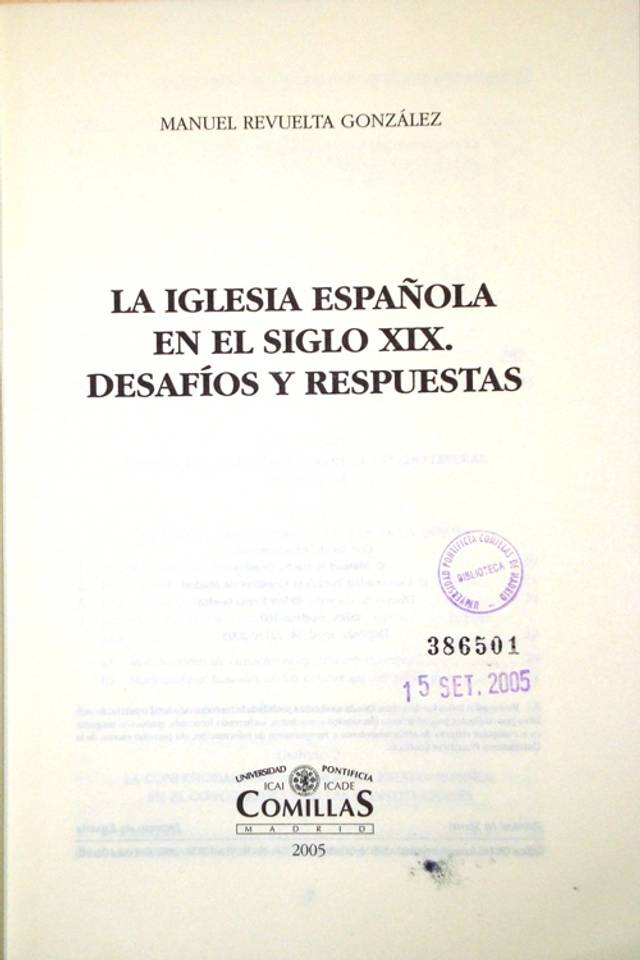 MANUEL REVUELTA GONZÁLEZ
LA IGLESIA ESPAÑOLA
EN EL SIGLO XIX.
DESAFÍOS Y RESPUESTAS
UNIVERSIDAD PONTIFICIA COMILLAS DE MADRID
BIBLIOTECA
386501
15 SET. 2005
UNIVERSIDAD PONTIFICIA
ICAI ICADE
COMILLAS
MADRID
2005